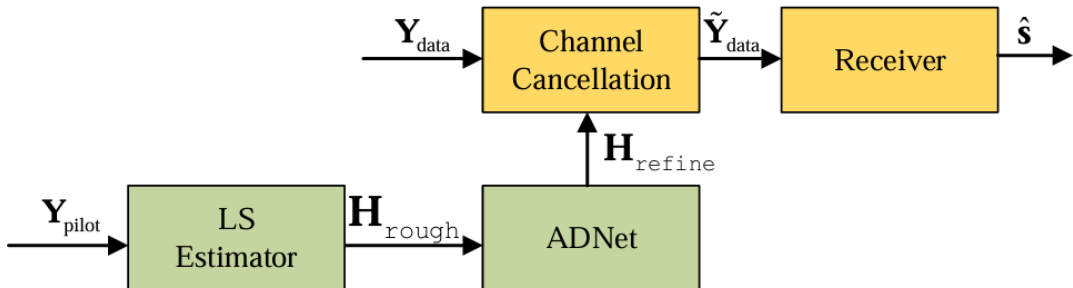 Y_data
Channel
Cancellation
Ỹ_data
Receiver
ŝ
H_refine
Y_pilot
LS
Estimator
H_rough
ADNet